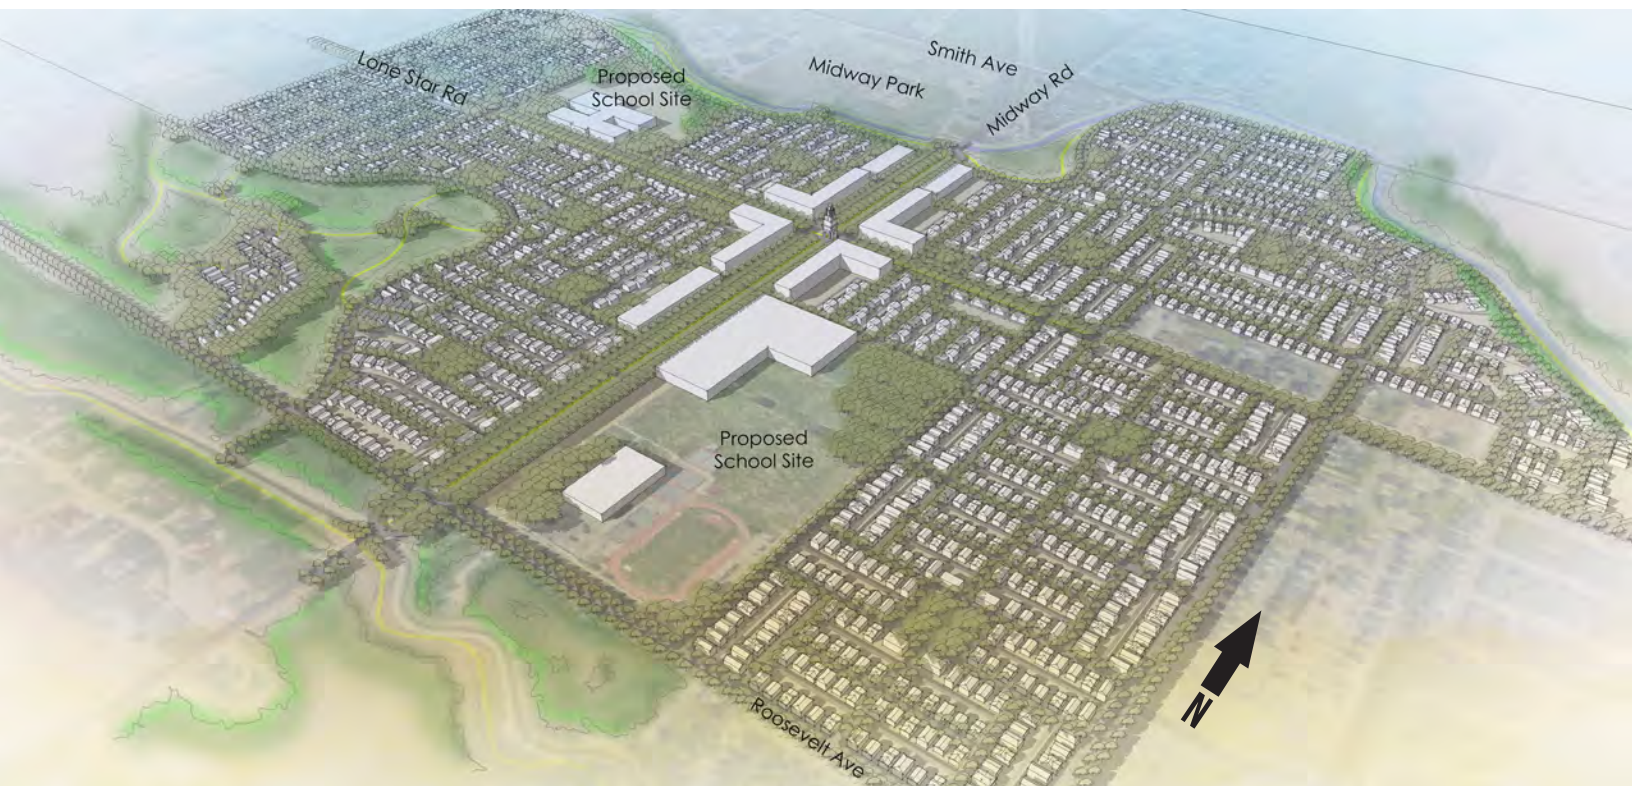 Smith Ave
Lone Star Rd
Midway Park
Midway Rd
Proposed
School Site
Proposed
School Site
N
Roosevelt Ave